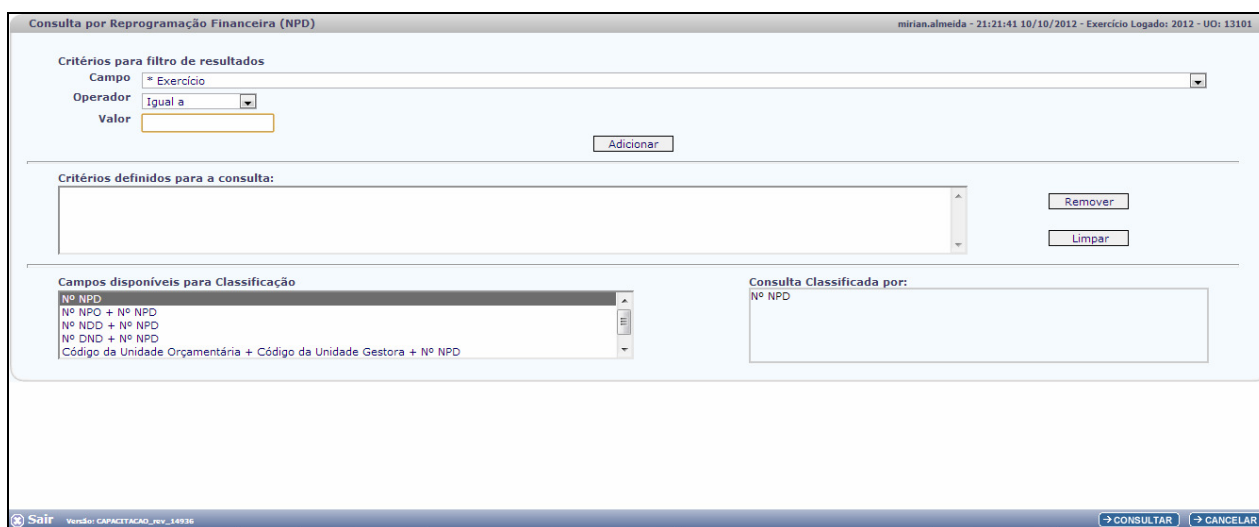 Consulta por Reprogramação Financeira (NPD) mirian.almeida - 21:21:41 10/10/2012 - Exercício Logado: 2012 - UO: 13101
Critérios para filtro de resultados
Campo * Exercício
Operador Igual a
Valor
Adicionar
Critérios definidos para a consulta:
Remover
Limpar
Campos disponíveis para Classificação
Nº NPD
Nº NPO + Nº NPD
Nº NDD + Nº NPD
Nº DND + Nº NPD
Código da Unidade Orçamentária + Código da Unidade Gestora + Nº NPD
Consulta Classificada por:
Nº NPD
Sair Versão: CAPACITACAO_rev_14936 CONSULTAR CANCELAR